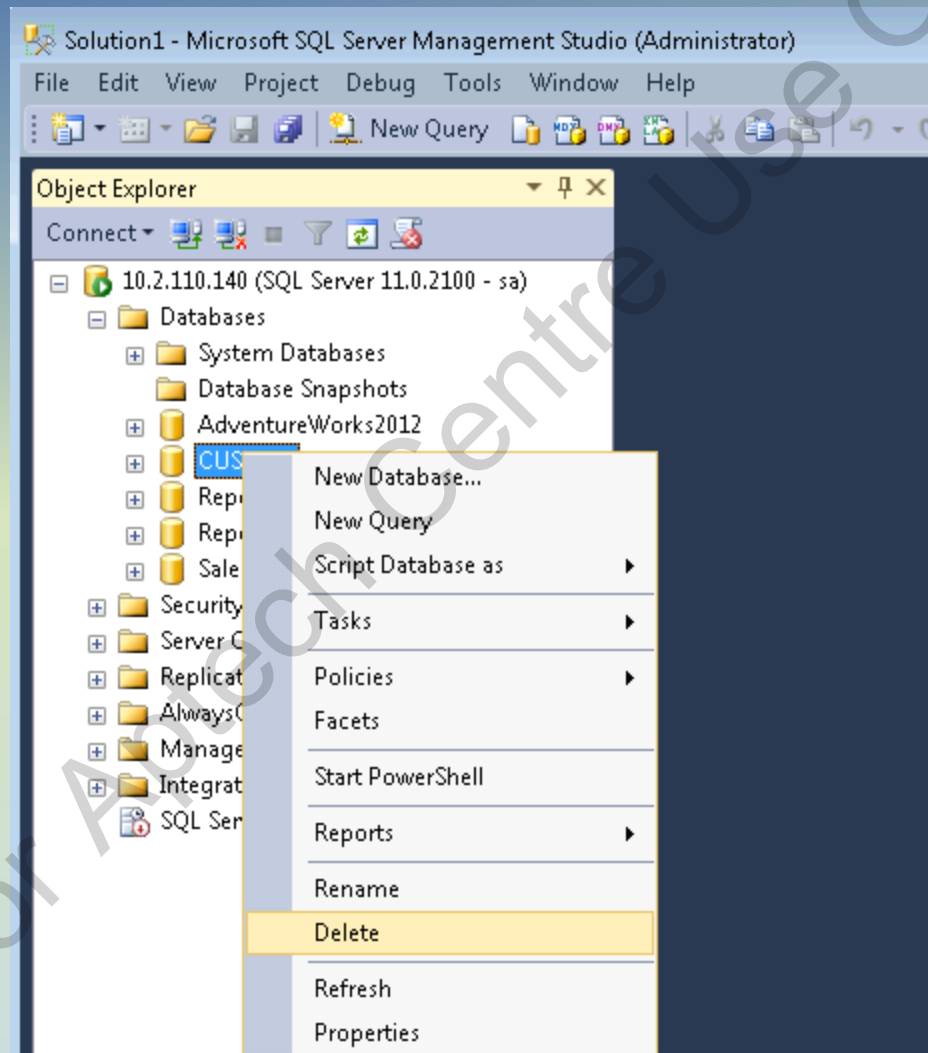 Solution1 - Microsoft SQL Server Management Studio (Administrator)
File Edit View Project Debug Tools Window Help
New Query
Object Explorer
Connect
10.2.110.140 (SQL Server 11.0.2100 - sa)
Databases
System Databases
Database Snapshots
AdventureWorks2012
CUS
Rep
Rep
Sale
Security
Server
Replicat
Always
Manage
Integrat
SQL Ser
New Database...
New Query
Script Database as
Tasks
Policies
Facets
Start PowerShell
Reports
Rename
Delete
Refresh
Properties
or Aptech Centre Use